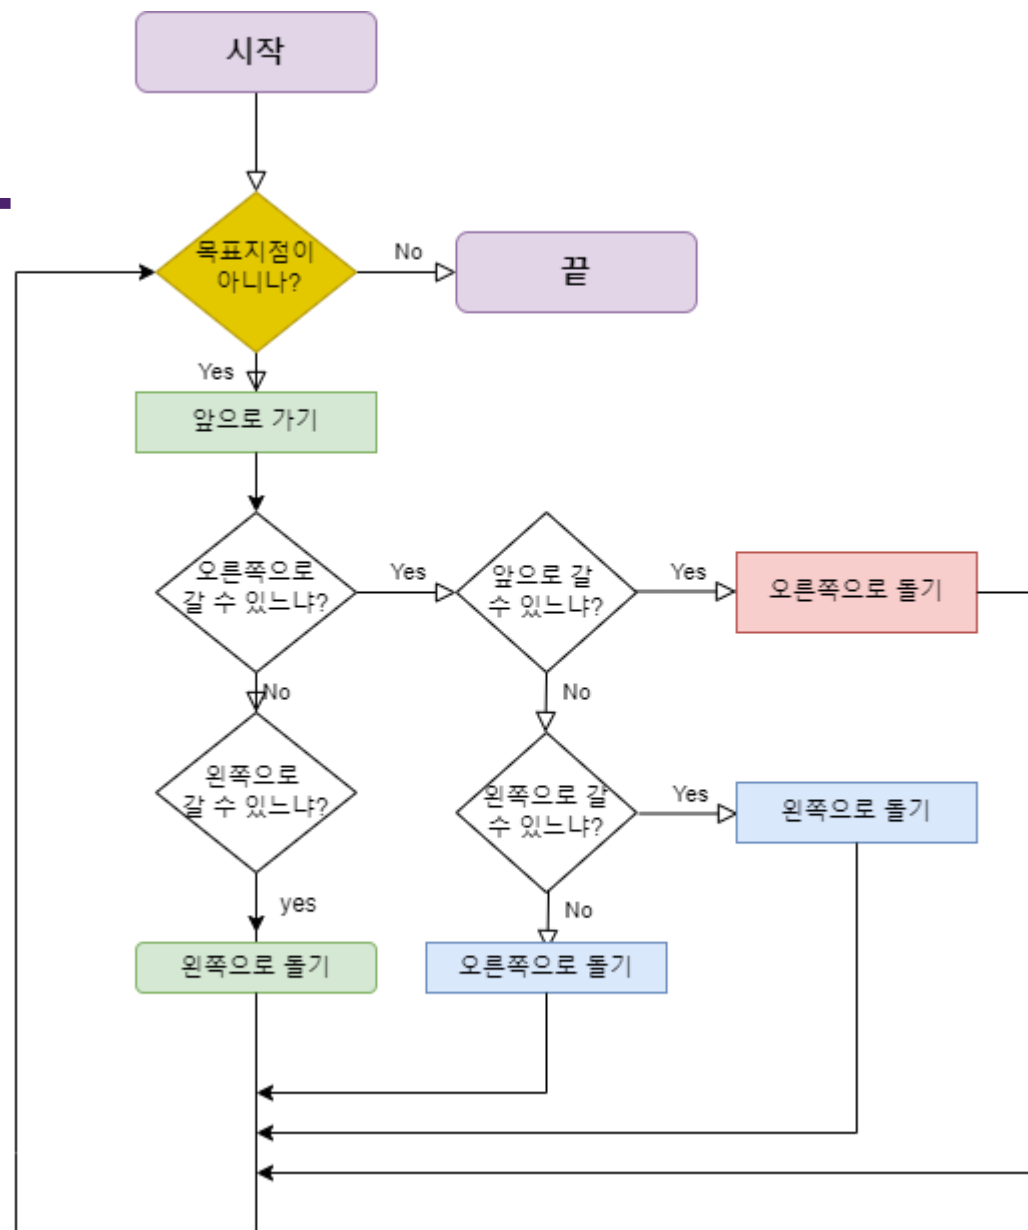 시작
목표지점이
아니나?
No
끝
Yes
앞으로 가기
오른쪽으로
갈 수 있느냐?
Yes
앞으로 갈
수 있느냐?
Yes
오른쪽으로 돌기
No
No
왼쪽으로
갈 수 있느냐?
왼쪽으로 갈
수 있느냐?
Yes
왼쪽으로 돌기
yes
No
왼쪽으로 돌기
오른쪽으로 돌기